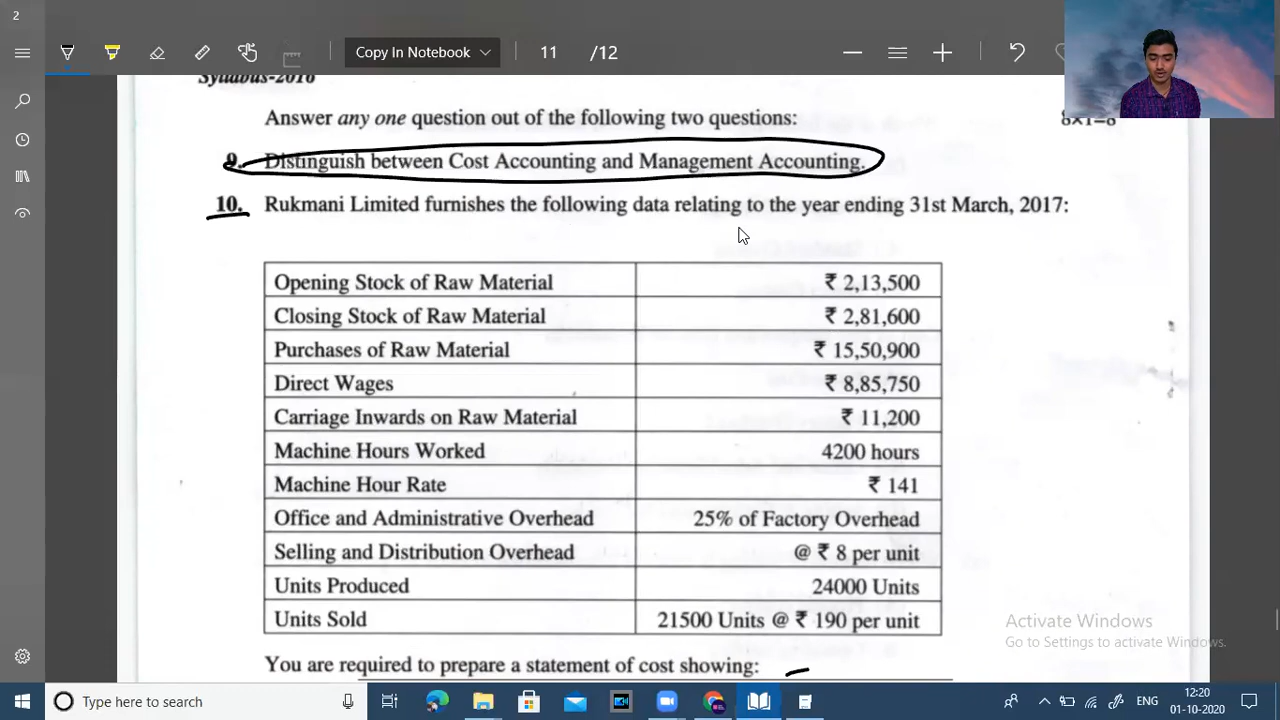 2
Copy In Notebook
11 /12
Syllabus-2016
Answer any one question out of the following two questions:
8×1=8
9. Distinguish between Cost Accounting and Management Accounting.
10. Rukmani Limited furnishes the following data relating to the year ending 31st March, 2017:
Opening Stock of Raw Material ₹ 2,13,500
Closing Stock of Raw Material ₹ 2,81,600
Purchases of Raw Material ₹ 15,50,900
Direct Wages ₹ 8,85,750
Carriage Inwards on Raw Material ₹ 11,200
Machine Hours Worked 4200 hours
Machine Hour Rate ₹ 141
Office and Administrative Overhead 25% of Factory Overhead
Selling and Distribution Overhead @ ₹ 8 per unit
Units Produced 24000 Units
Units Sold 21500 Units @ ₹ 190 per unit
You are required to prepare a statement of cost showing:
Activate Windows
Go to Settings to activate Windows.
Type here to search
ENG
12:20
01-10-2020